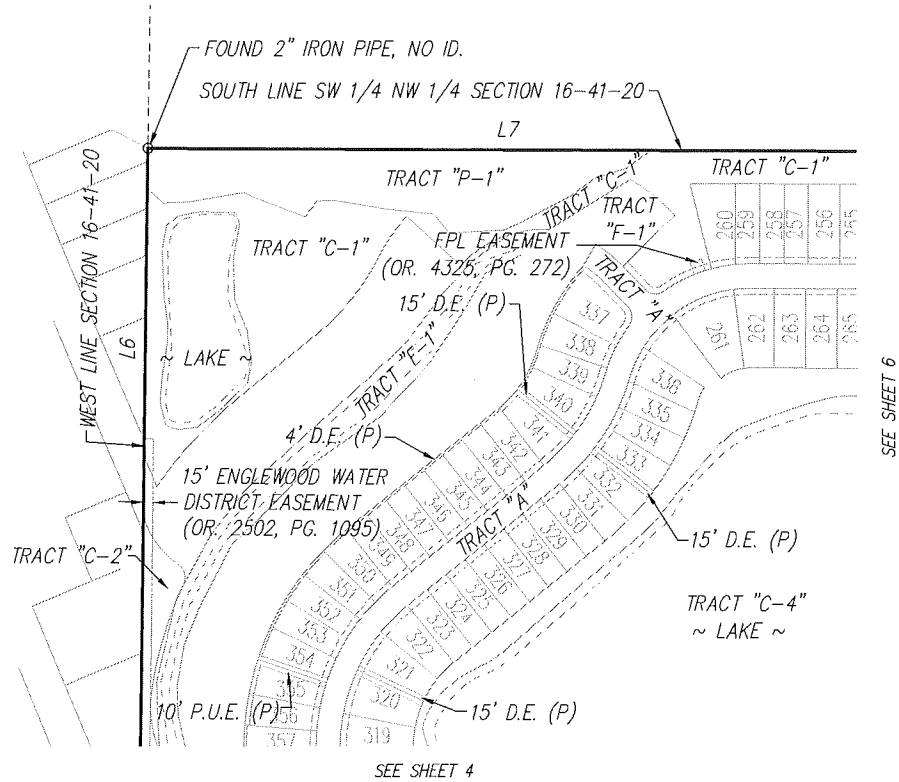 FOUND 2" IRON PIPE, NO ID.
SOUTH LINE SW 1/4 NW 1/4 SECTION 16-41-20
L7
WEST LINE SECTION 16-41-20
L6
TRACT "P-1"
TRACT "C-1"
TRACT "C-1"
TRACT "C-1"
TRACT
"F-1"
FPL EASEMENT
(OR. 4325, PG. 272)
TRACT "A"
15' D.E. (P)
260
259
258
257
256
255
261
262
263
264
265
~ LAKE ~
TRACT "E-1"
337
338
339
340
341
342
343
344
345
346
347
348
349
350
351
352
353
354
355
356
357
336
335
334
333
332
331
330
329
328
327
326
325
324
323
322
321
320
319
4' D.E. (P)
15' ENGLEWOOD WATER
DISTRICT EASEMENT
(OR. 2502, PG. 1095)
TRACT "A"
TRACT "C-2"
15' D.E. (P)
TRACT "C-4"
~ LAKE ~
10' P.U.E. (P)
15' D.E. (P)
SEE SHEET 6
SEE SHEET 4